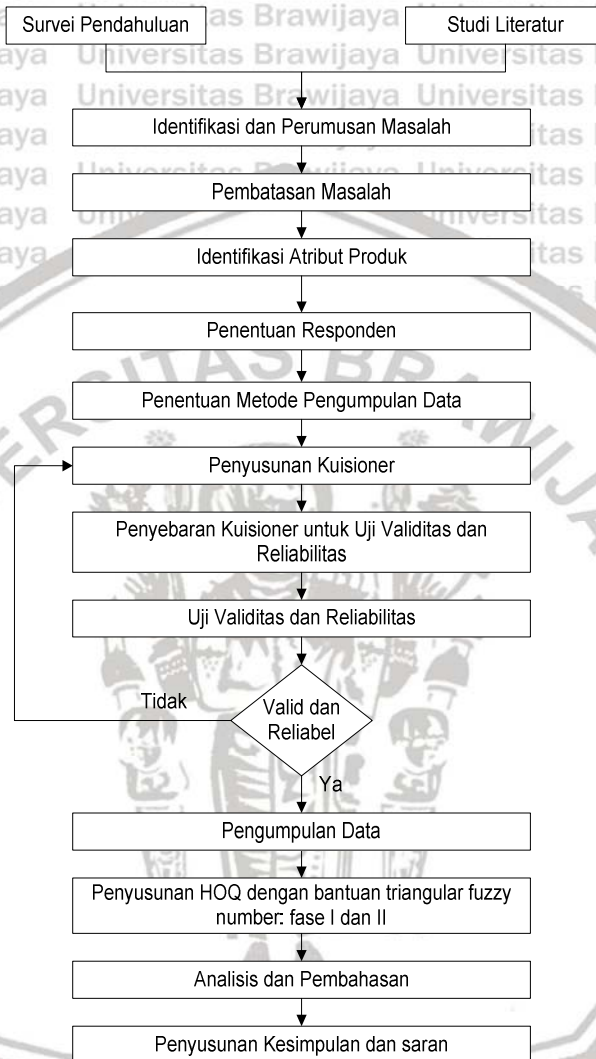 Survei Pendahuluan
Studi Literatur
Identifikasi dan Perumusan Masalah
Pembatasan Masalah
Identifikasi Atribut Produk
Penentuan Responden
Penentuan Metode Pengumpulan Data
Penyusunan Kuisioner
Penyebaran Kuisioner untuk Uji Validitas dan
Reliabilitas
Uji Validitas dan Reliabilitas
Tidak
Valid dan
Reliabel
Ya
Pengumpulan Data
Penyusunan HOQ dengan bantuan triangular fuzzy
number: fase I dan II
Analisis dan Pembahasan
Penyusunan Kesimpulan dan saran